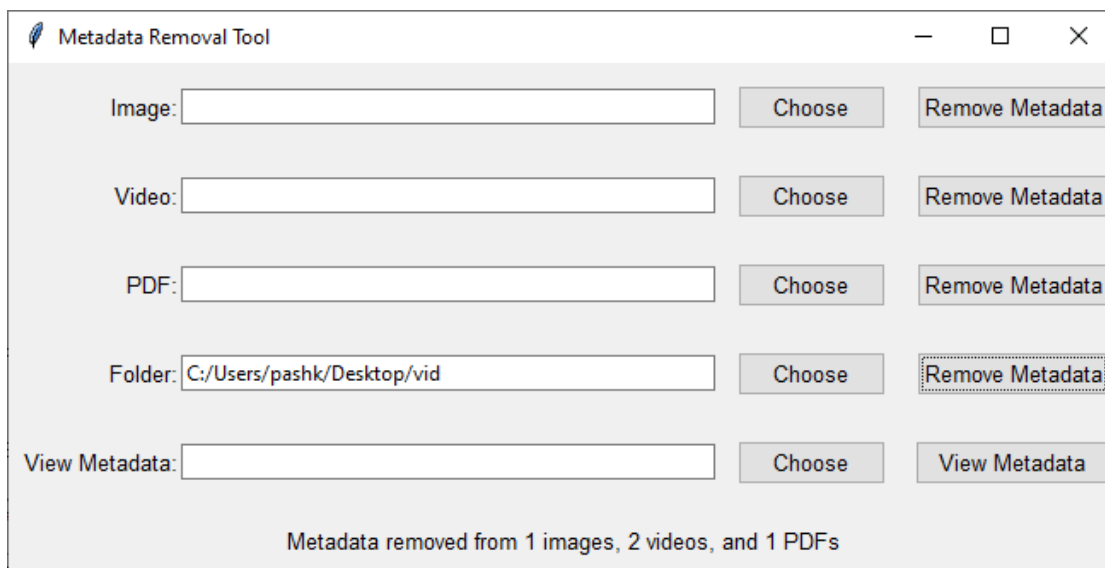 Metadata Removal Tool
Image: Choose Remove Metadata
Video: Choose Remove Metadata
PDF: Choose Remove Metadata
Folder: C:/Users/pashk/Desktop/vid Choose Remove Metadata
View Metadata: Choose View Metadata
Metadata removed from 1 images, 2 videos, and 1 PDFs